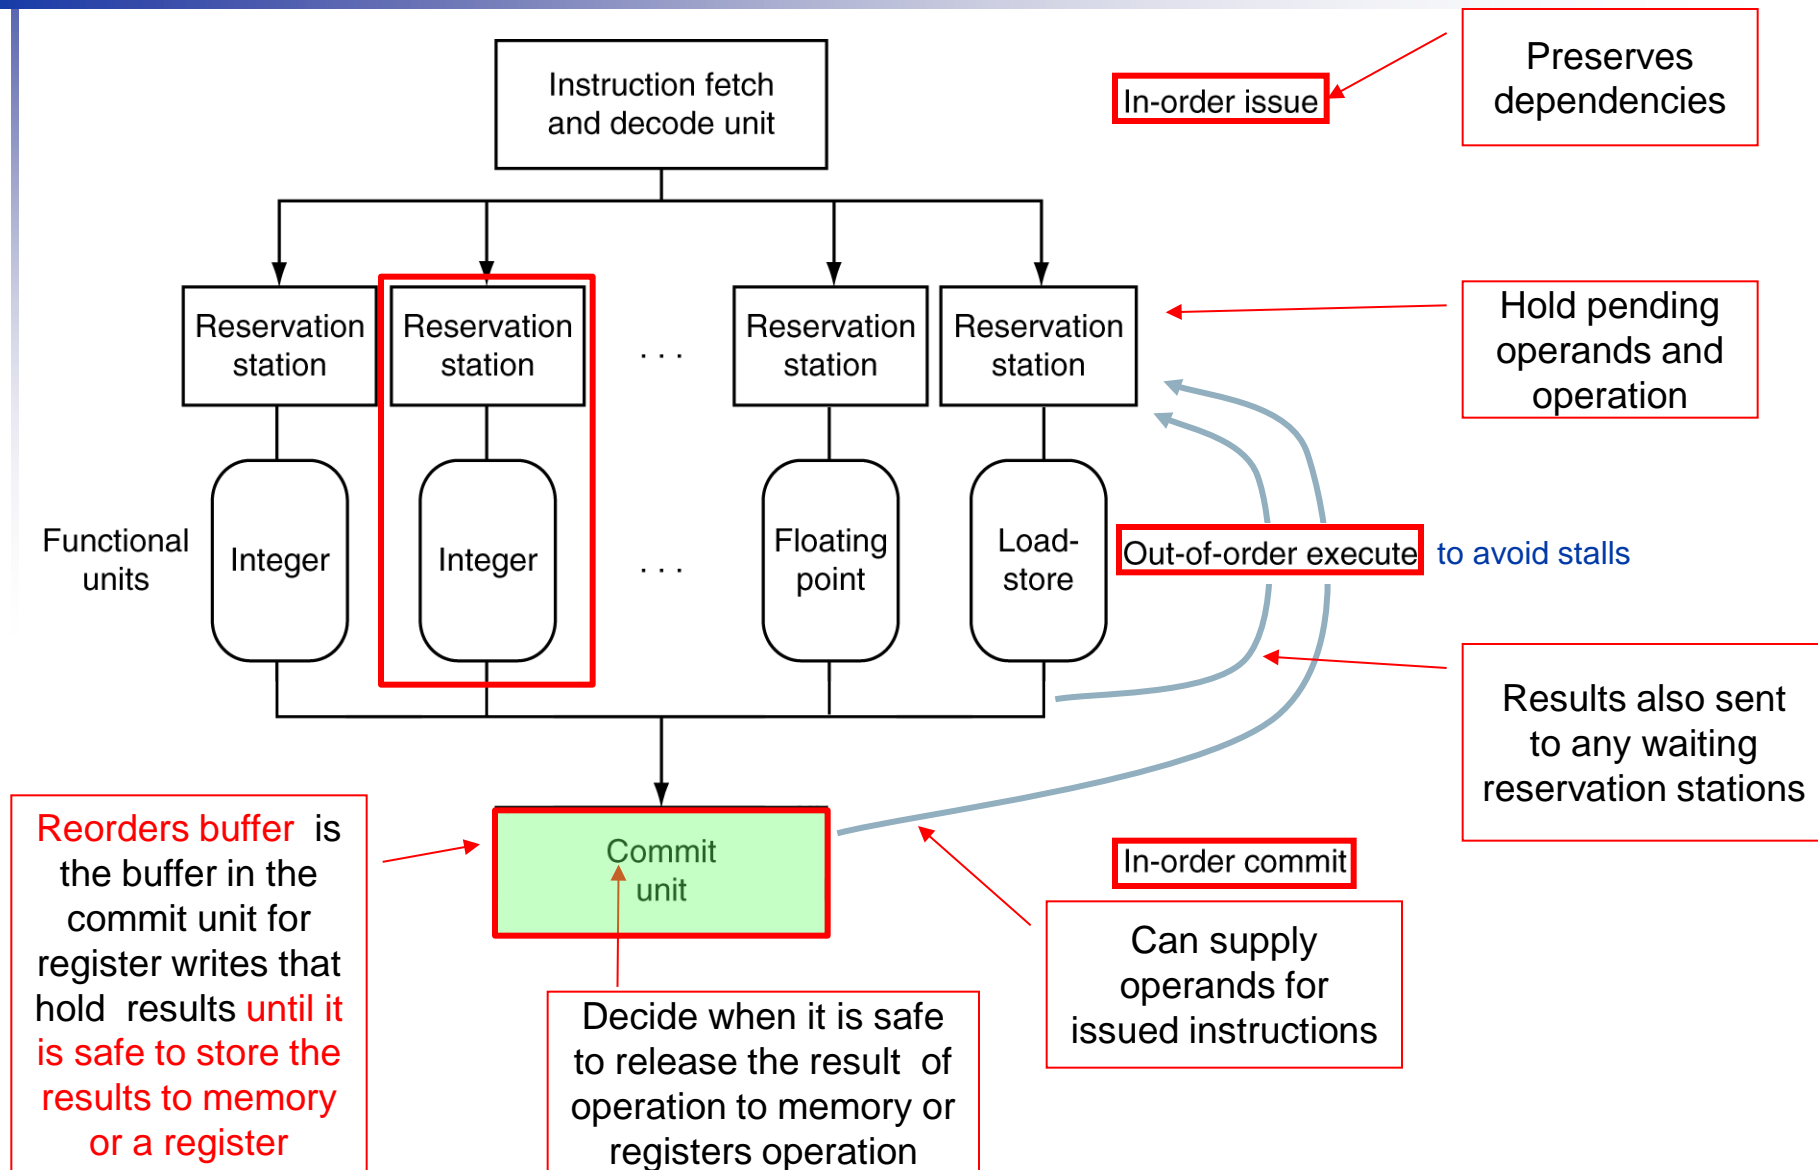 Instruction fetch
and decode unit
In-order issue
Preserves
dependencies
Reservation
station
Reservation
station
. . .
Reservation
station
Reservation
station
Hold pending
operands and
operation
Functional
units
Integer
Integer
. . .
Floating
point
Load-
store
Out-of-order execute to avoid stalls
Results also sent
to any waiting
reservation stations
Commit
unit
In-order commit
Reorders buffer is
the buffer in the
commit unit for
register writes that
hold results until it
is safe to store the
results to memory
or a register
Decide when it is safe
to release the result of
operation to memory or
registers operation
Can supply
operands for
issued instructions